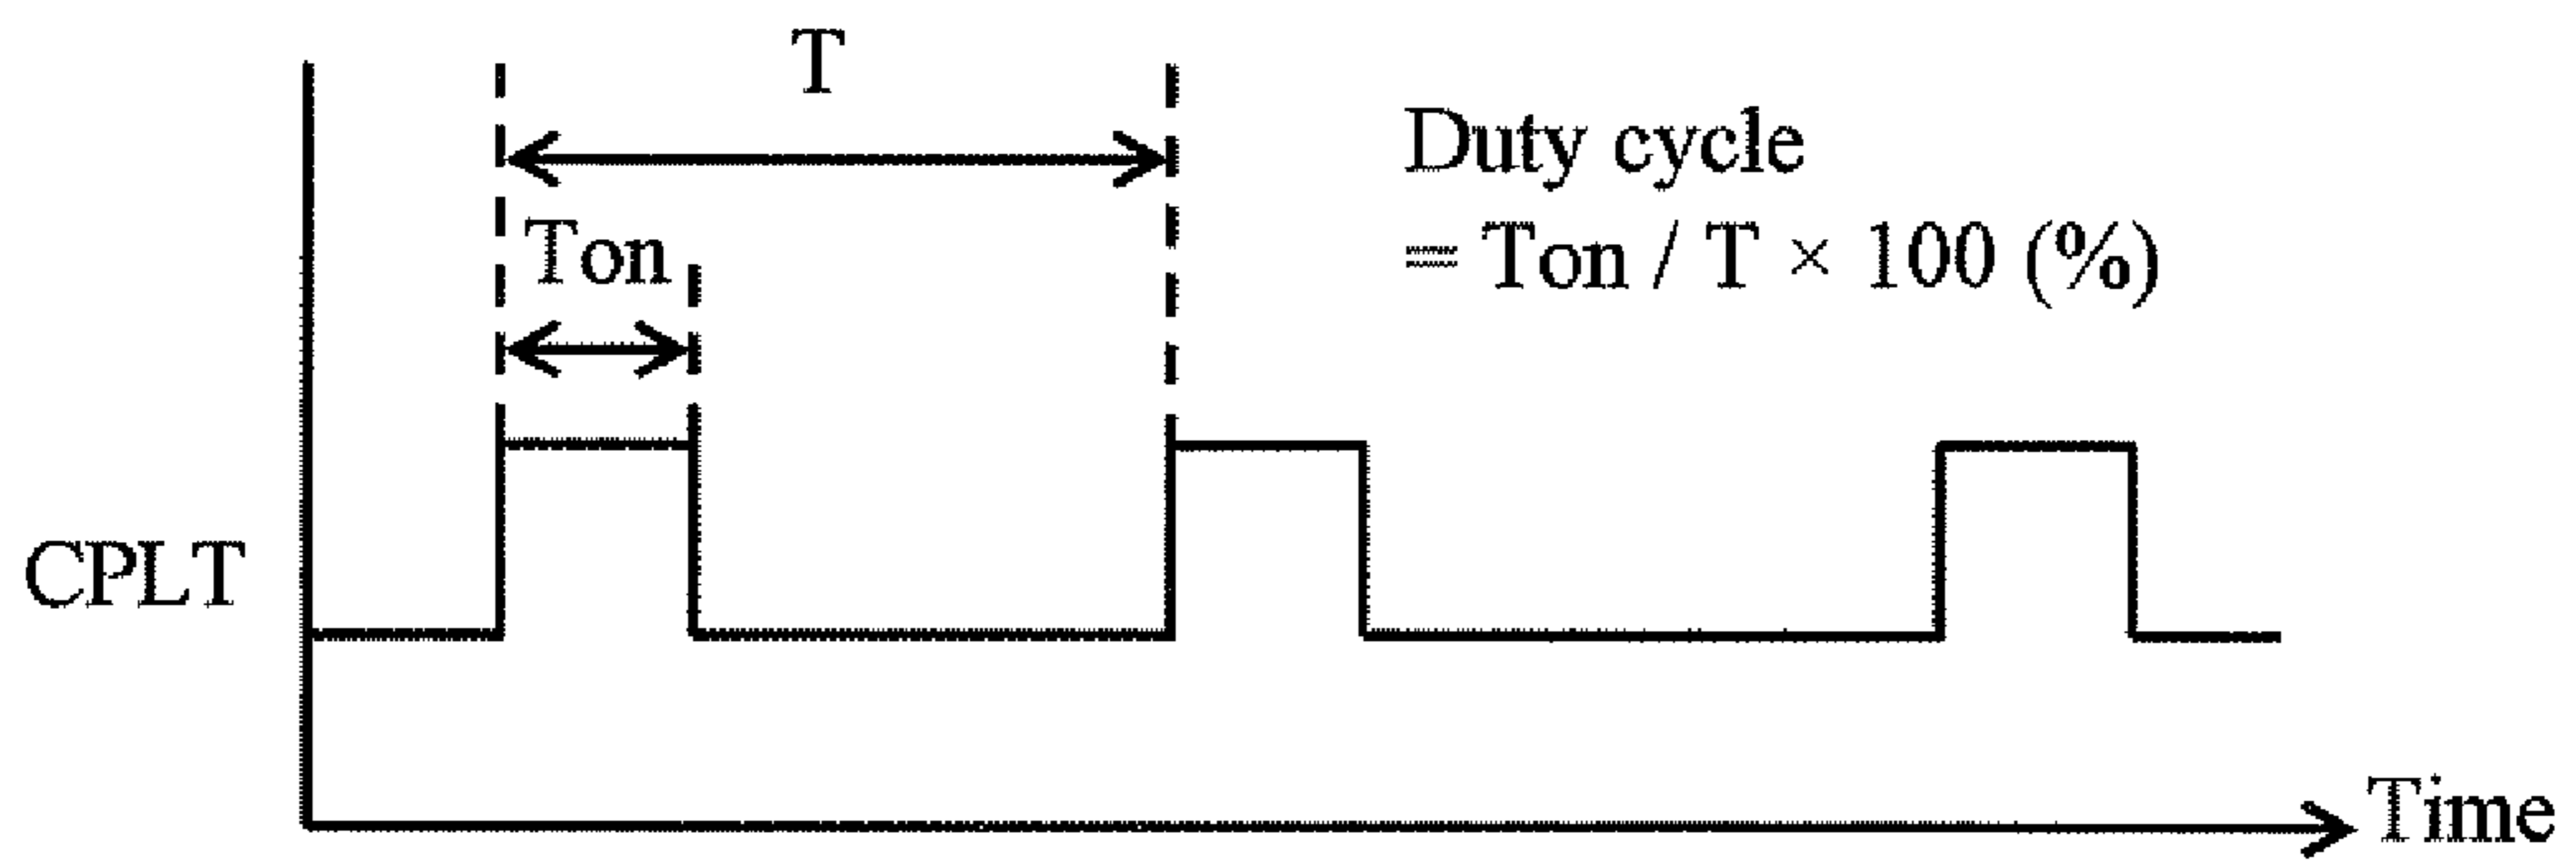 T
Duty cycle
= Ton / T × 100 (%)
Ton
CPLT
Time